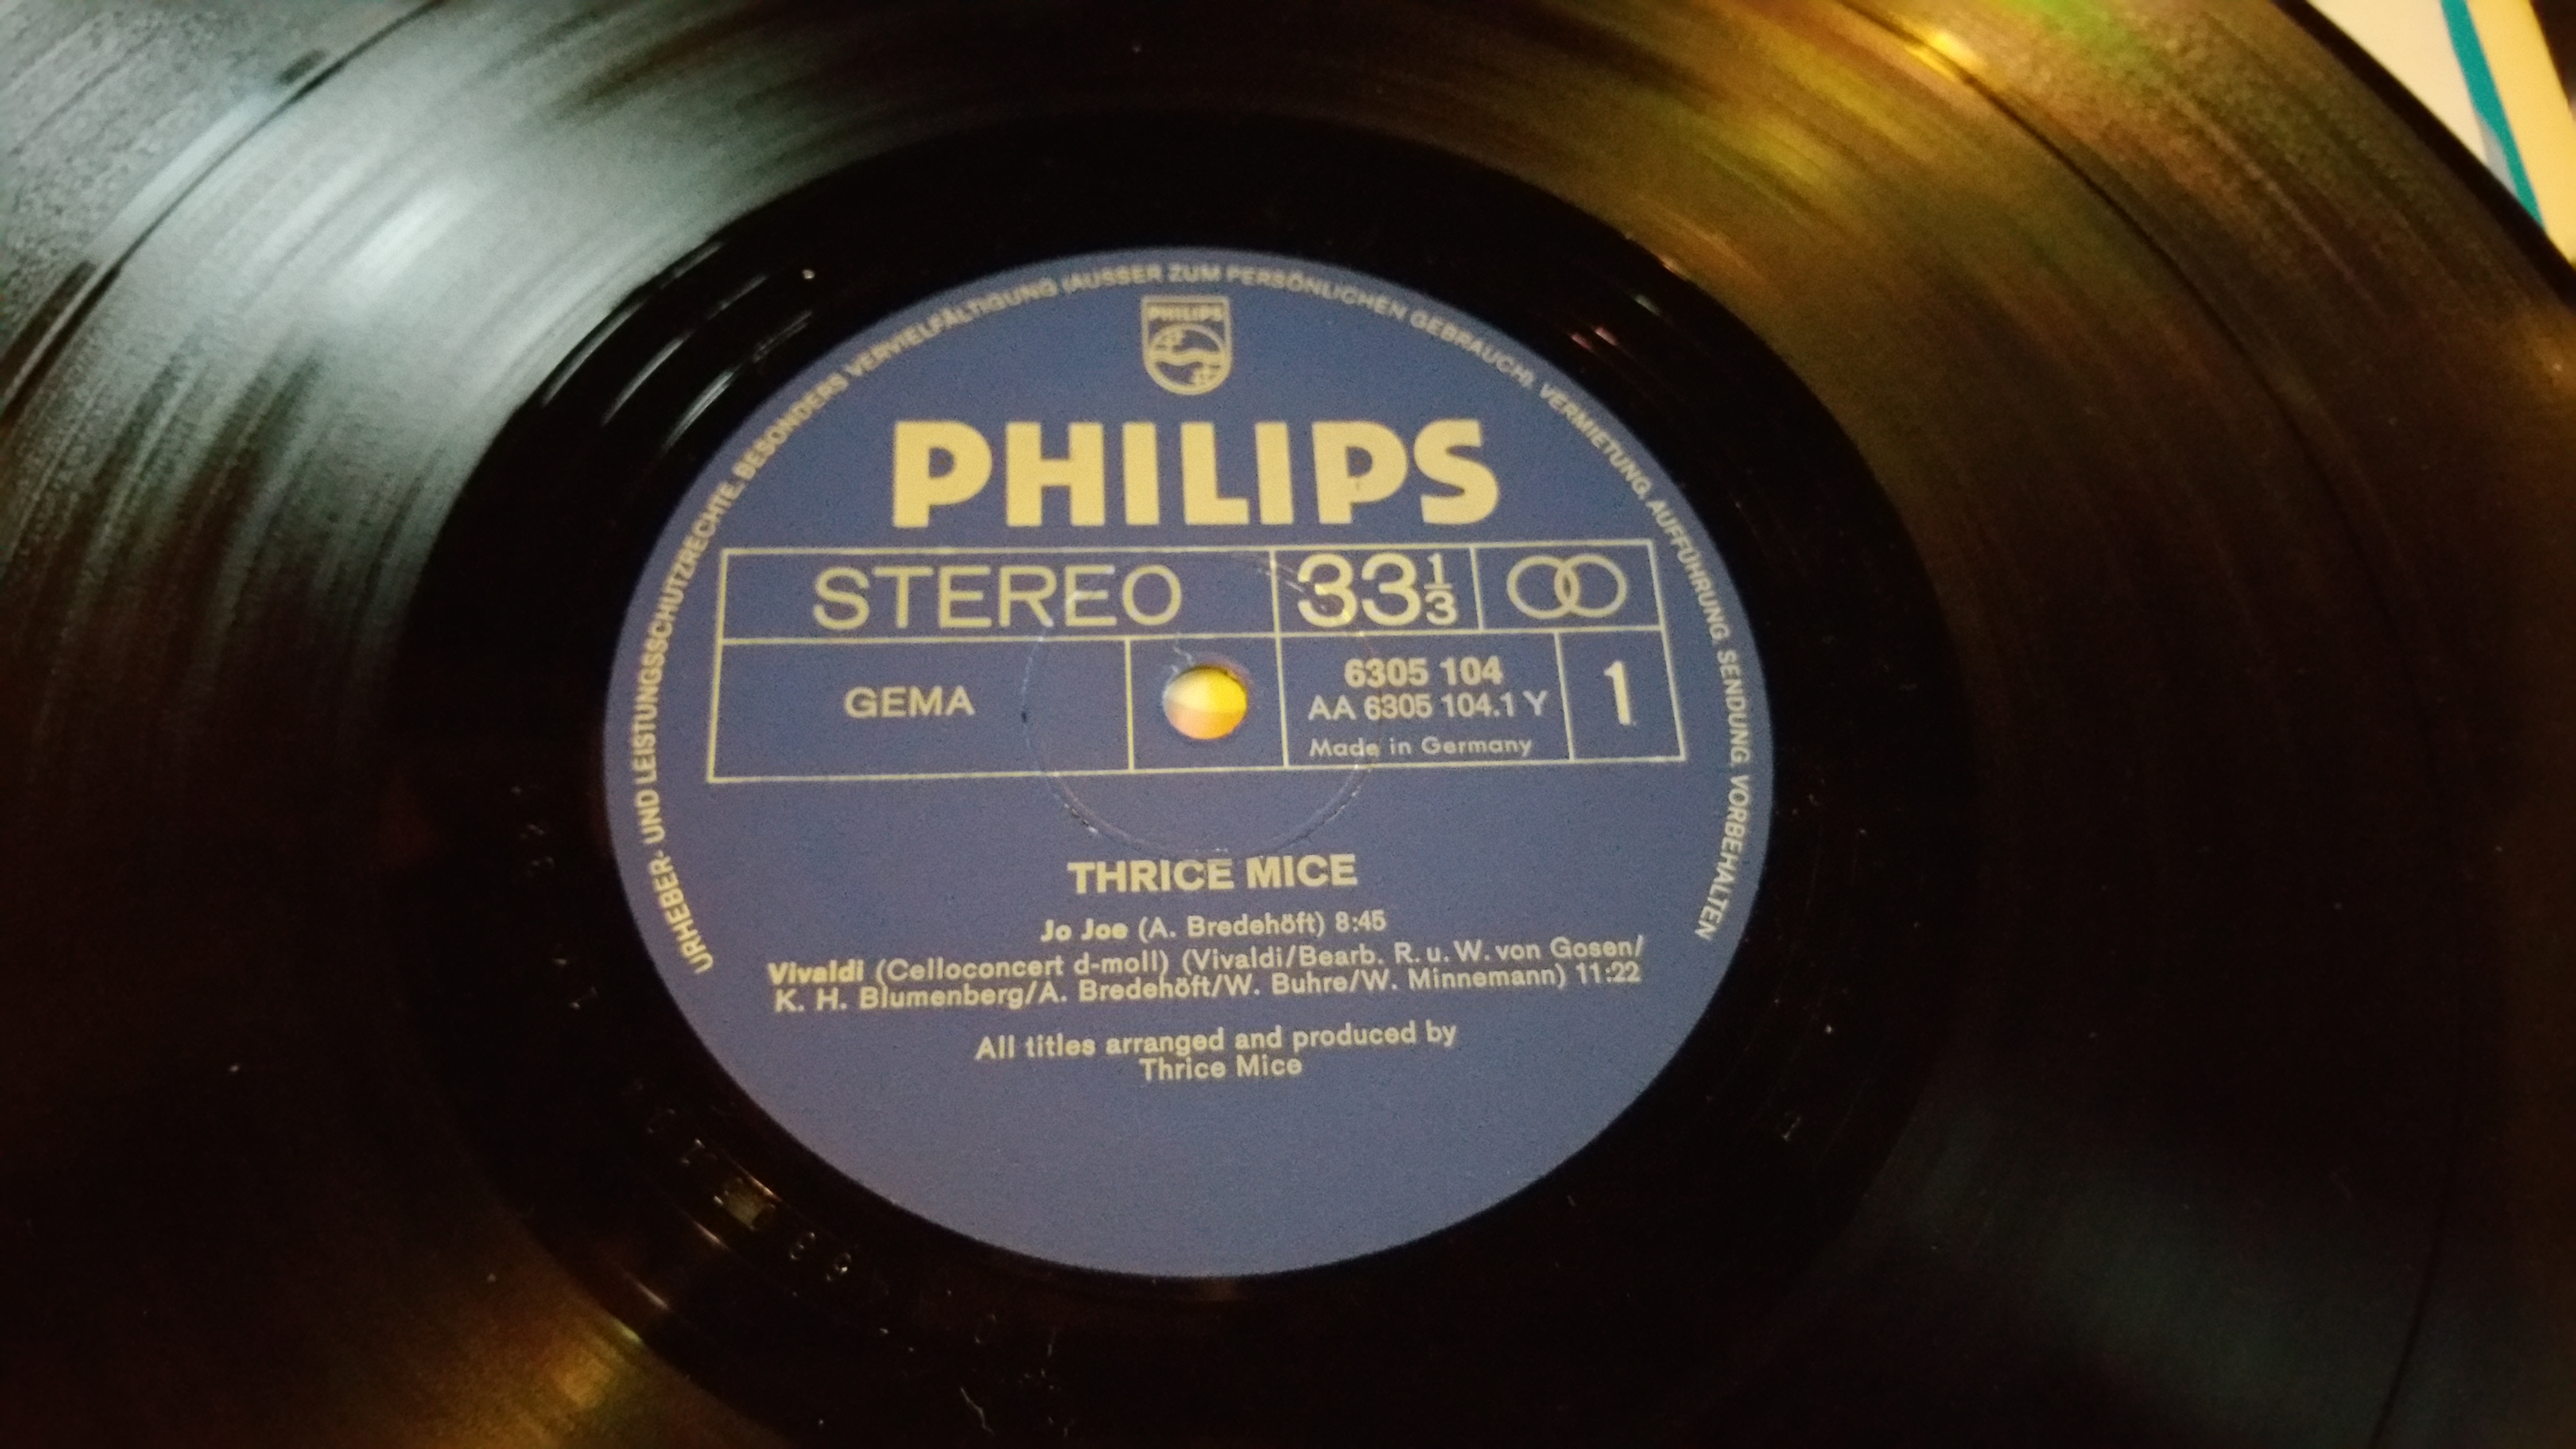 URHEBER- UND LEISTUNGSSCHUTZRECHTE, BESONDERS VERVIELFÄLTIGUNG (AUSSER ZUM PERSÖNLICHEN GEBRAUCH), VERMIETUNG, AUFFÜHRUNG, SENDUNG, VORBEHALTEN
PHILIPS
PHILIPS
STEREO 33 1/3
GEMA 6305 104 1
AA 6305 104.1 Y
Made in Germany
THRICE MICE
Jo Joe (A. Bredehöft) 8:45
Vivaldi (Celloconcert d-moll) (Vivaldi/Bearb. R. u. W. von Gosen/
K. H. Blumenberg/A. Bredehöft/W. Buhre/W. Minnemann) 11:22
All titles arranged and produced by
Thrice Mice